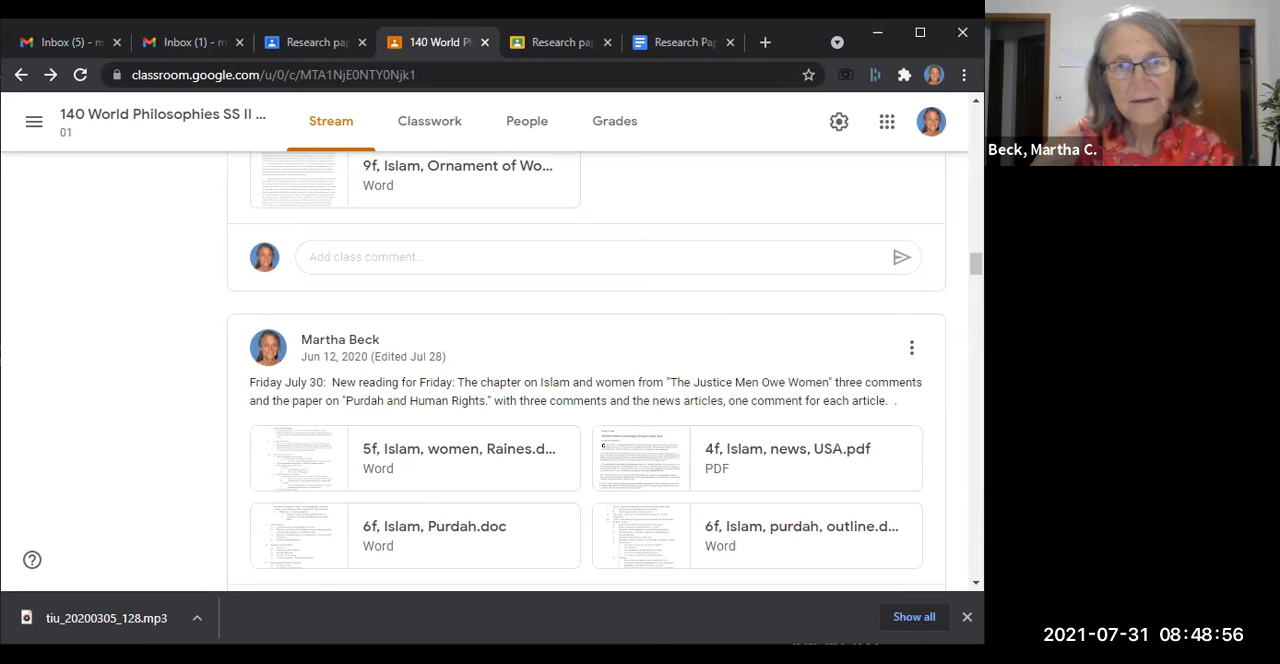 Inbox (5) - m
Inbox (1) - m
Research pap
140 World Ph
Research pap
Research Pap
classroom.google.com/u/0/c/MTA1NjE0NTY0Njk1
140 World Philosophies SS II ...
01
Stream
Classwork
People
Grades
9f, Islam, Covenant of Wo...
Word
Add class comment...
Martha Beck
Jun 12, 2020 (Edited Jul 28)
Friday July 30: New reading for Friday: The chapter on Islam and women from "The Justice Men Owe Women" three comments
and the paper on "Purdah and Human Rights." with three comments and the news articles, one comment for each article. .
5f, Islam, women, Raines.d...
Word
Islam, news, USA.pdf
PDF
6f, Islam, Purdah.doc
Word
6f, Islam, purdah, outline.d...
Word
tiu_20200305_128.mp3
Show all
Beck, Martha C.
2021-07-31 08:48:56